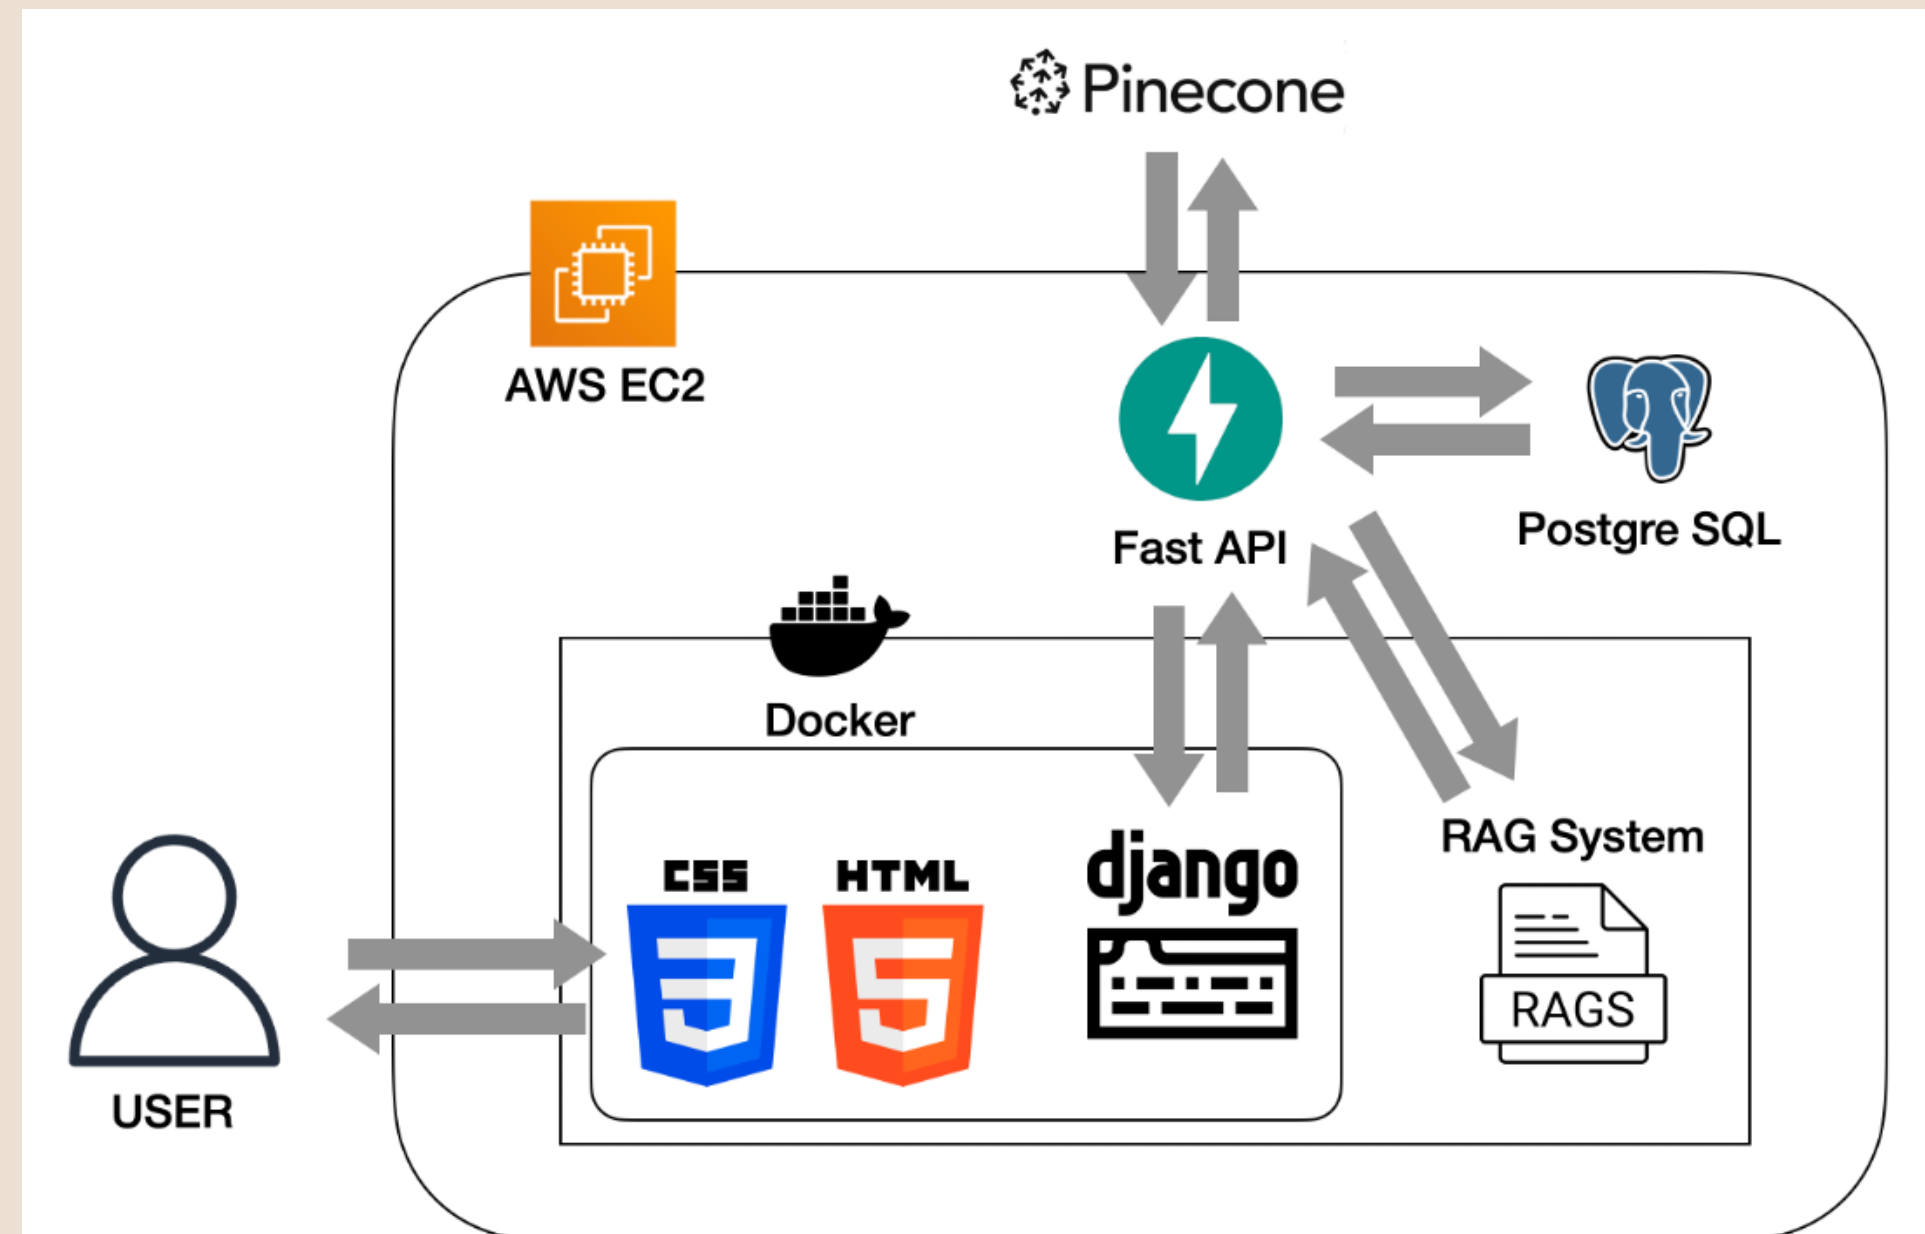 Pinecone
AWS EC2
Fast API
Postgre SQL
Docker
CSS
HTML
django
RAG System
RAGS
USER